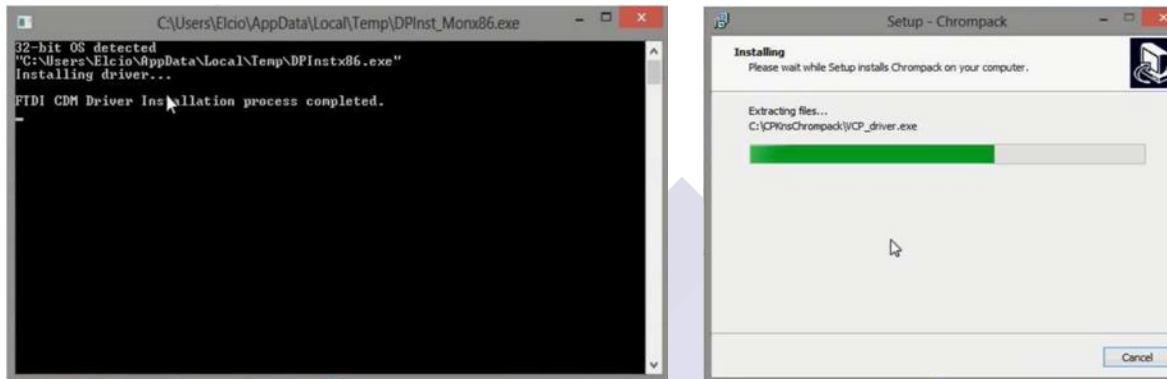 C:\Users\Elcio\AppData\Local\Temp\DPInst_Monx86.exe
32-bit OS detected
"C:\Users\Elcio\AppData\Local\Temp\DPInstx86.exe"
Installing driver...
FTDI CDM Driver Installation process completed.
Setup - Chrompack
Installing
Please wait while Setup installs Chrompack on your computer.
Extracting files...
C:\CPKnsChrompack\VCP_driver.exe
Cancel